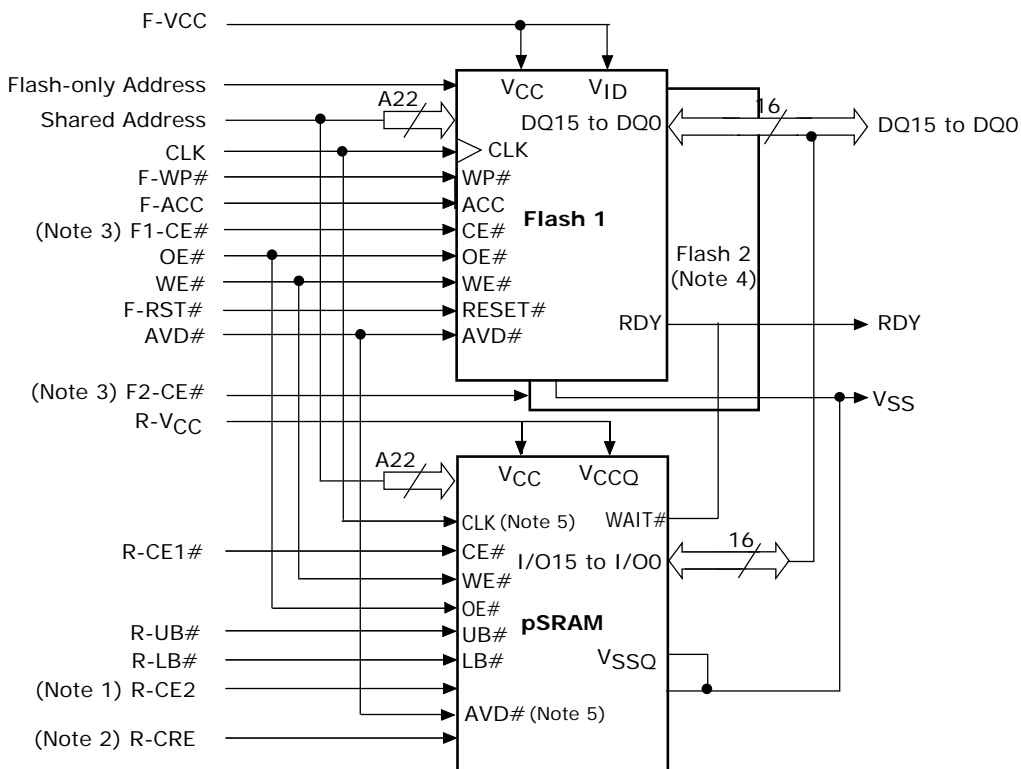 F-VCC
Flash-only Address
Shared Address
CLK
F-WP#
F-ACC
(Note 3) F1-CE#
OE#
WE#
F-RST#
AVD#
(Note 3) F2-CE#
R-VCC
R-CE1#
R-UB#
R-LB#
(Note 1) R-CE2
(Note 2) R-CRE
A22
VCC
VID
DQ15 to DQ0
CLK
WP#
ACC
Flash 1
CE#
OE#
WE#
RESET#
RDY
AVD#
Flash 2
(Note 4)
16
DQ15 to DQ0
RDY
VSS
A22
VCC
VCCQ
CLK (Note 5)
WAIT#
CE#
I/O15 to I/O0
16
WE#
OE#
pSRAM
UB#
LB#
VSSQ
AVD# (Note 5)